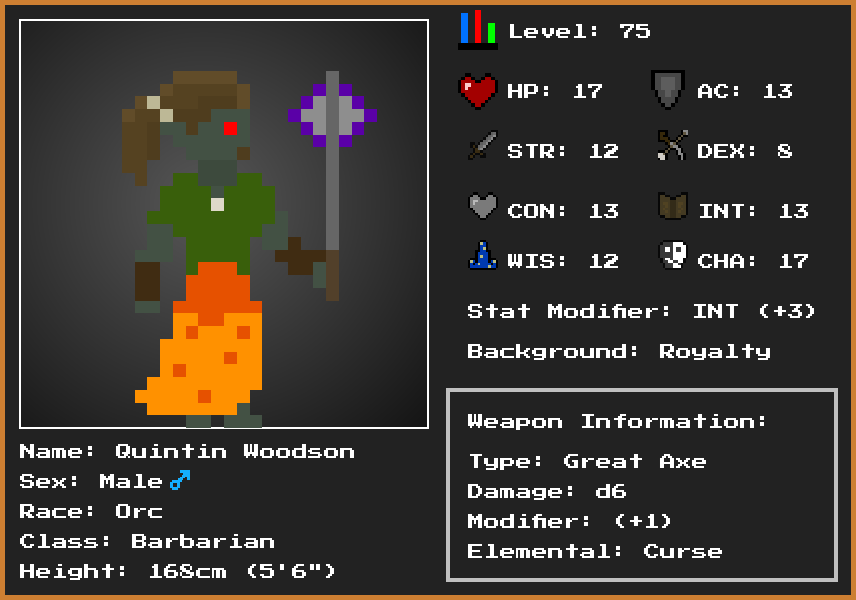 Level: 75
HP: 17
AC: 13
STR: 12
DEX: 8
CON: 13
INT: 13
WIS: 12
CHA: 17
Stat Modifier: INT (+3)
Background: Royalty
Weapon Information:
Type: Great Axe
Damage: d6
Modifier: (+1)
Elemental: Curse
Name: Quintin Woodson
Sex: Male ♂
Race: Orc
Class: Barbarian
Height: 168cm (5'6")